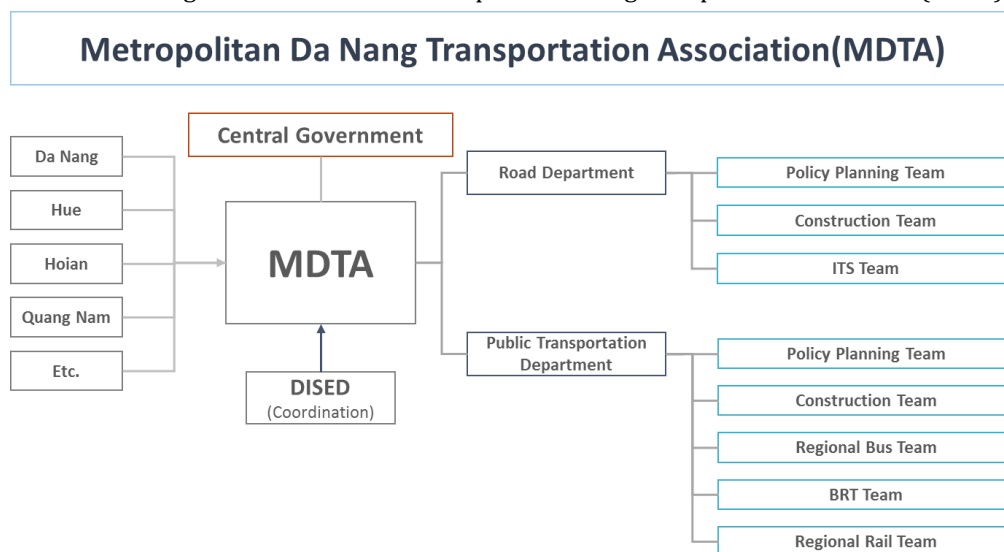 Metropolitan Da Nang Transportation Association(MDTA)
Central Government
Da Nang
Hue
Hoian
Quang Nam
Etc.
MDTA
DISED
(Coordination)
Road Department
Policy Planning Team
Construction Team
ITS Team
Public Transportation
Department
Policy Planning Team
Construction Team
Regional Bus Team
BRT Team
Regional Rail Team